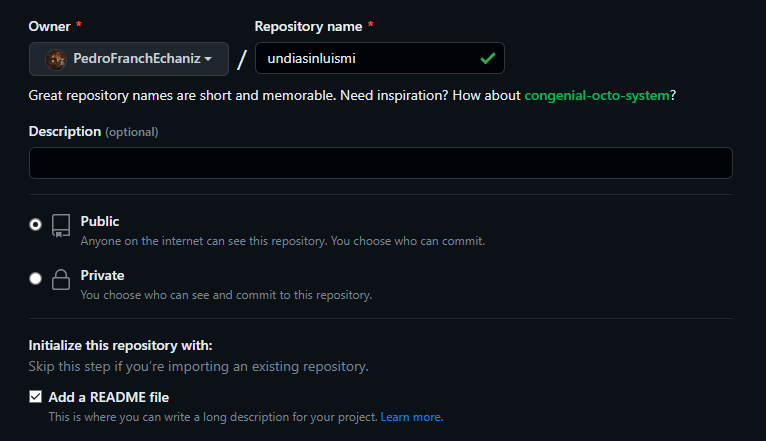 Owner * Repository name *
PedroFranchEchaniz / undiasinluismi
Great repository names are short and memorable. Need inspiration? How about congenial-octo-system?
Description (optional)
Public
Anyone on the internet can see this repository. You choose who can commit.
Private
You choose who can see and commit to this repository.
Initialize this repository with:
Skip this step if you’re importing an existing repository.
Add a README file
This is where you can write a long description for your project. Learn more.